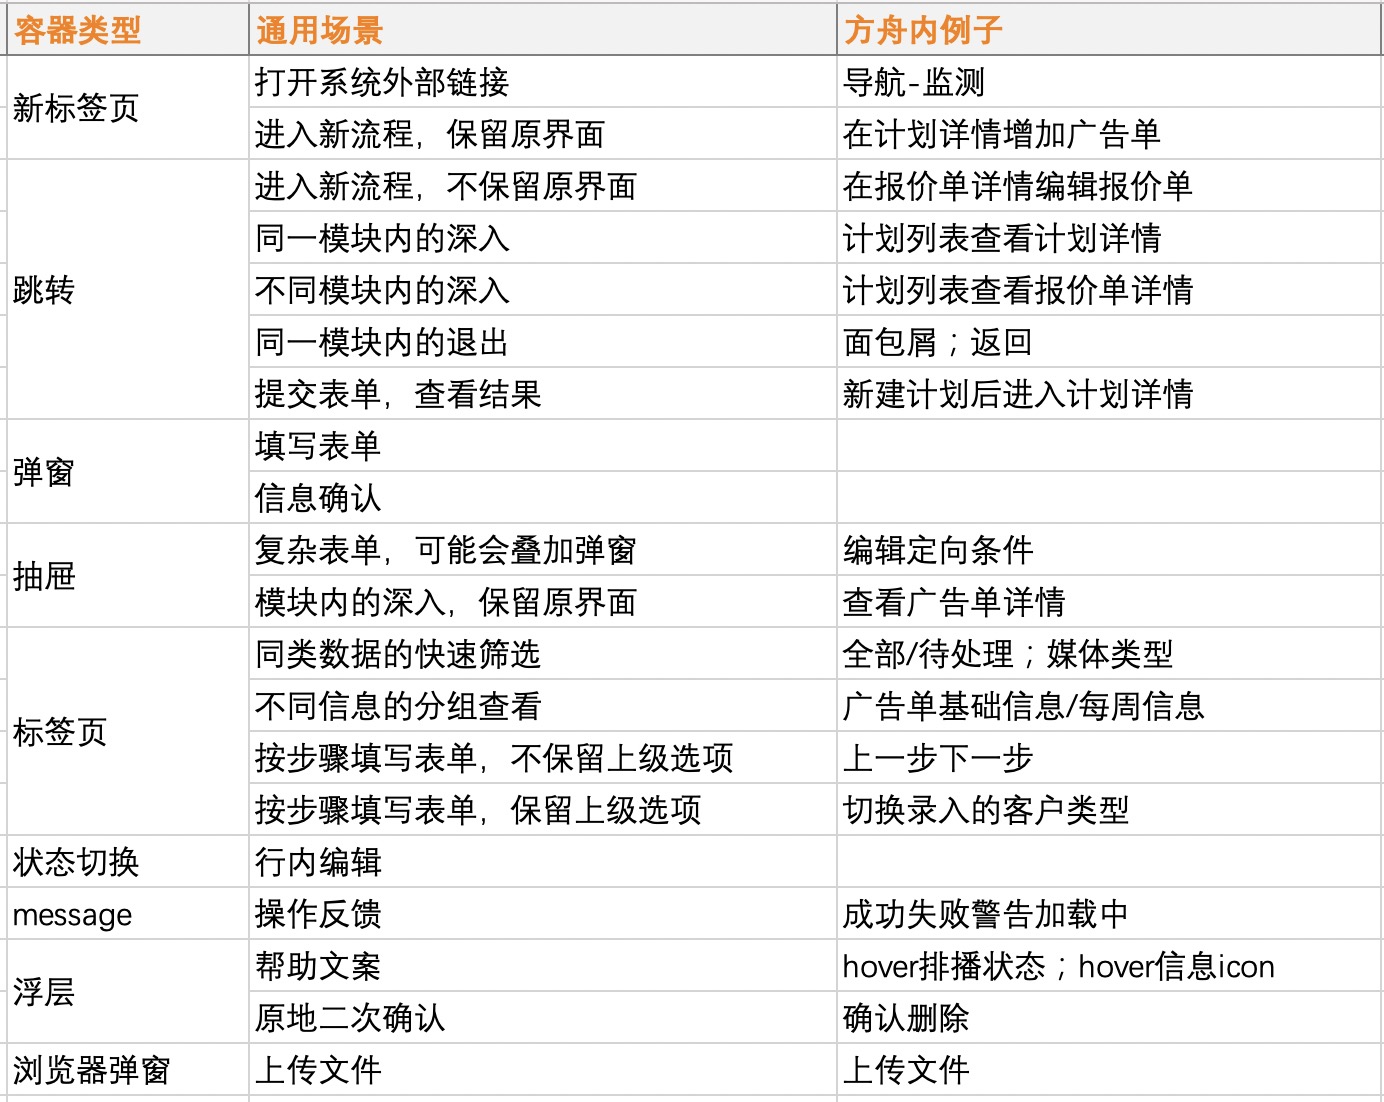 容器类型 通用场景 方舟内例子
新标签页 打开系统外部链接 导航-监测
进入新流程，保留原界面 在计划详情增加广告单
跳转 进入新流程，不保留原界面 在报价单详情编辑报价单
同一模块内的深入 计划列表查看计划详情
不同模块内的深入 计划列表查看报价单详情
同一模块内的退出 面包屑；返回
提交表单，查看结果 新建计划后进入计划详情
弹窗 填写表单
信息确认
抽屉 复杂表单，可能会叠加弹窗 编辑定向条件
模块内的深入，保留原界面 查看广告单详情
标签页 同类数据的快速筛选 全部/待处理；媒体类型
不同信息的分组查看 广告单基础信息/每周信息
按步骤填写表单，不保留上级选项 上一步下一步
按步骤填写表单，保留上级选项 切换录入的客户类型
状态切换 行内编辑
message 操作反馈 成功失败警告加载中
浮层 帮助文案 hover排播状态；hover信息icon
原地二次确认 确认删除
浏览器弹窗 上传文件 上传文件